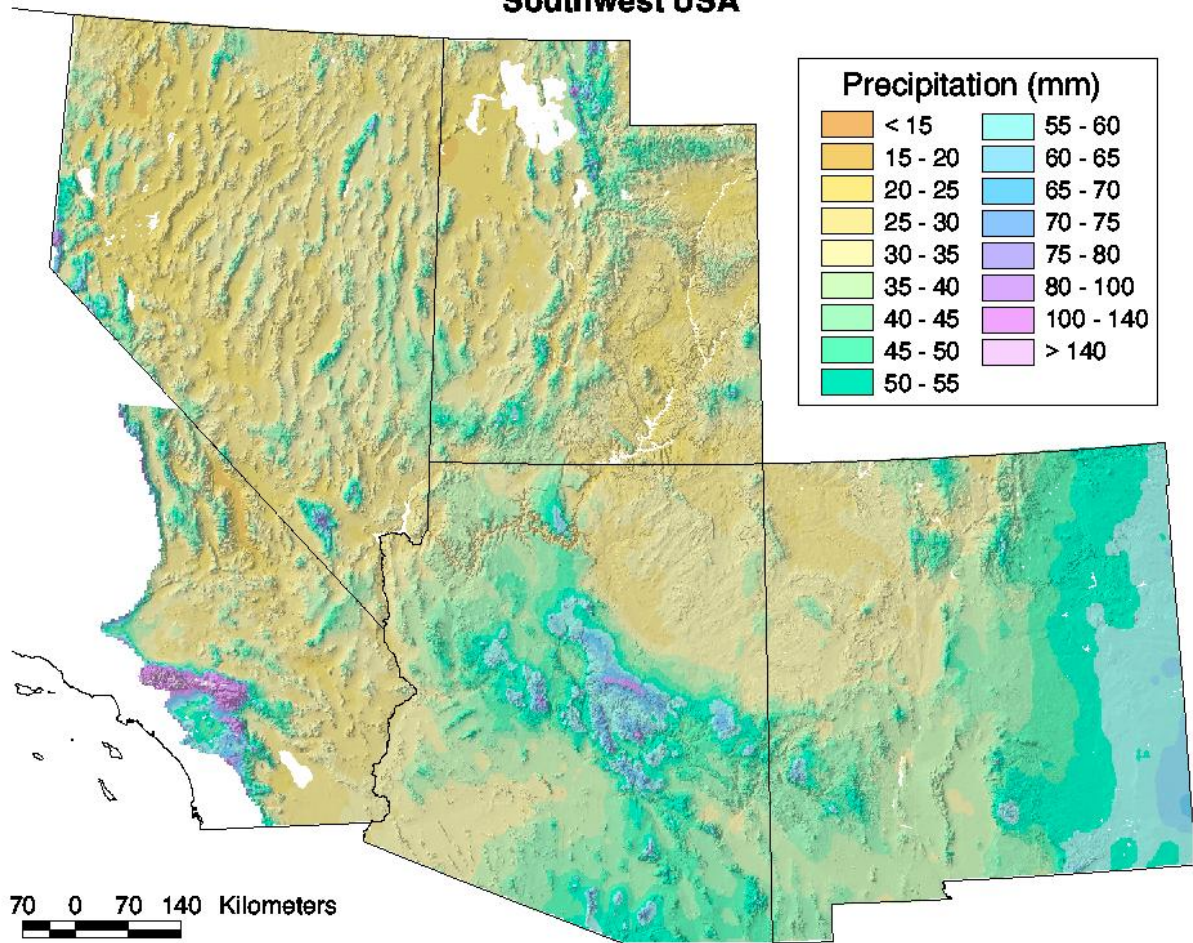 Southwest USA
Precipitation (mm)
< 15
15 - 20
20 - 25
25 - 30
30 - 35
35 - 40
40 - 45
45 - 50
50 - 55
55 - 60
60 - 65
65 - 70
70 - 75
75 - 80
80 - 100
100 - 140
> 140
70 0 70 140 Kilometers